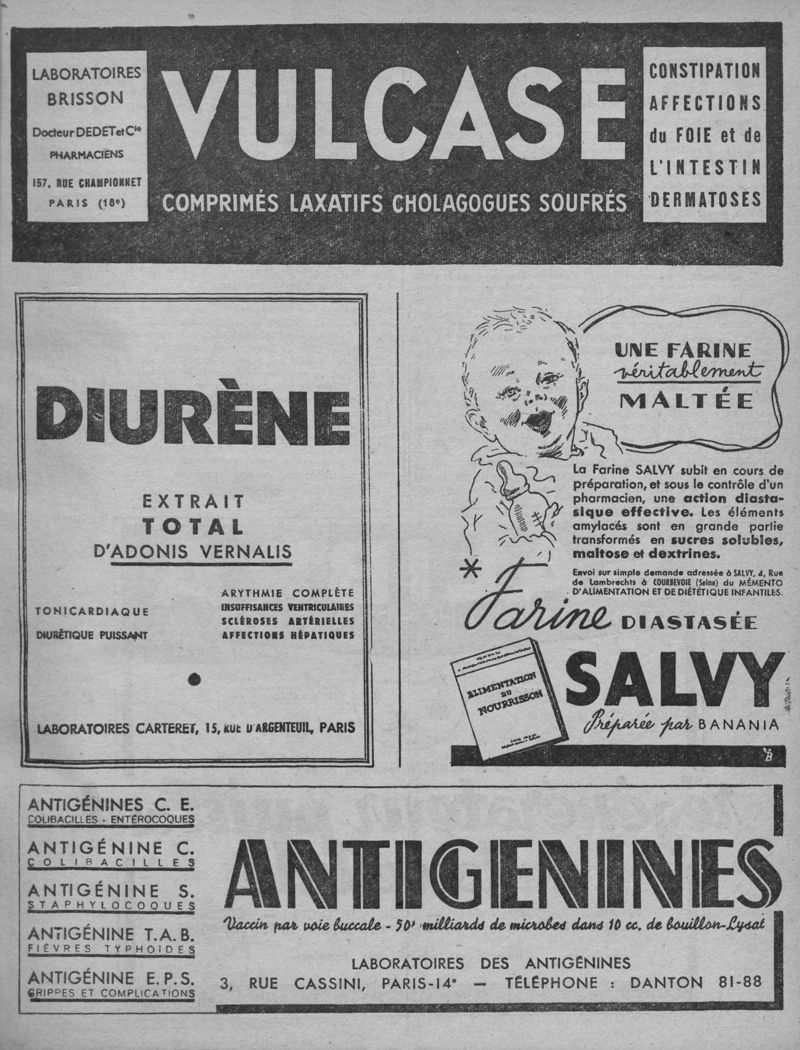 LABORATOIRES
BRISSON
Docteur DEDET et Cie
PHARMACIENS
157, RUE CHAMPIONNET
PARIS (18e)
VULCASE
COMPRIMÉS LAXATIFS CHOLAGOGUES SOUFRÉS
CONSTIPATION
AFFECTIONS
du FOIE et de
L'INTESTIN
DERMATOSES
DIURÈNE
EXTRAIT
TOTAL
D'ADONIS VERNALIS
TONICARDIAQUE
DIURÉTIQUE PUISSANT
ARYTHMIE COMPLÈTE
INSUFFISANCES VENTRICULAIRES
SCLÉROSES ARTÉRIELLES
AFFECTIONS HÉPATIQUES
LABORATOIRES CARTERET, 15, RUE D'ARGENTEUIL, PARIS
UNE FARINE
véritablement
MALTÉE
La Farine SALVY subit en cours de
préparation, et sous le contrôle d'un
pharmacien, une action diasta-
sique effective. Les éléments
amylacés sont en grande partie
transformés en sucres solubles,
maltose et dextrines.
Envoi sur simple demande adressée à SALVY, 4, Rue
de Lambrechts à COURBEVOIE (Seine) du MÉMENTO
D'ALIMENTATION ET DE DIÉTÉTIQUE INFANTILES.
Farine DIASTASÉE
SALVY
Préparée par BANANIA
ALIMENTATION
DU
NOURRISSON
ANTIGÉNINES C. E.
COLIBACILLES - ENTÉROCOQUES
ANTIGÉNINE C.
COLIBACILLES
ANTIGÉNINE S.
STAPHYLOCOQUES
ANTIGÉNINE T.A.B.
FIÈVRES TYPHOÏDES
ANTIGÉNINE E.P.S.
GRIPPES ET COMPLICATIONS
ANTIGENINES
Vaccin par voie buccale - 50 milliards de microbes dans 10 cc. de bouillon-Lysat
LABORATOIRES DES ANTIGÉNINES
3, RUE CASSINI, PARIS-14e — TÉLÉPHONE : DANTON 81-88